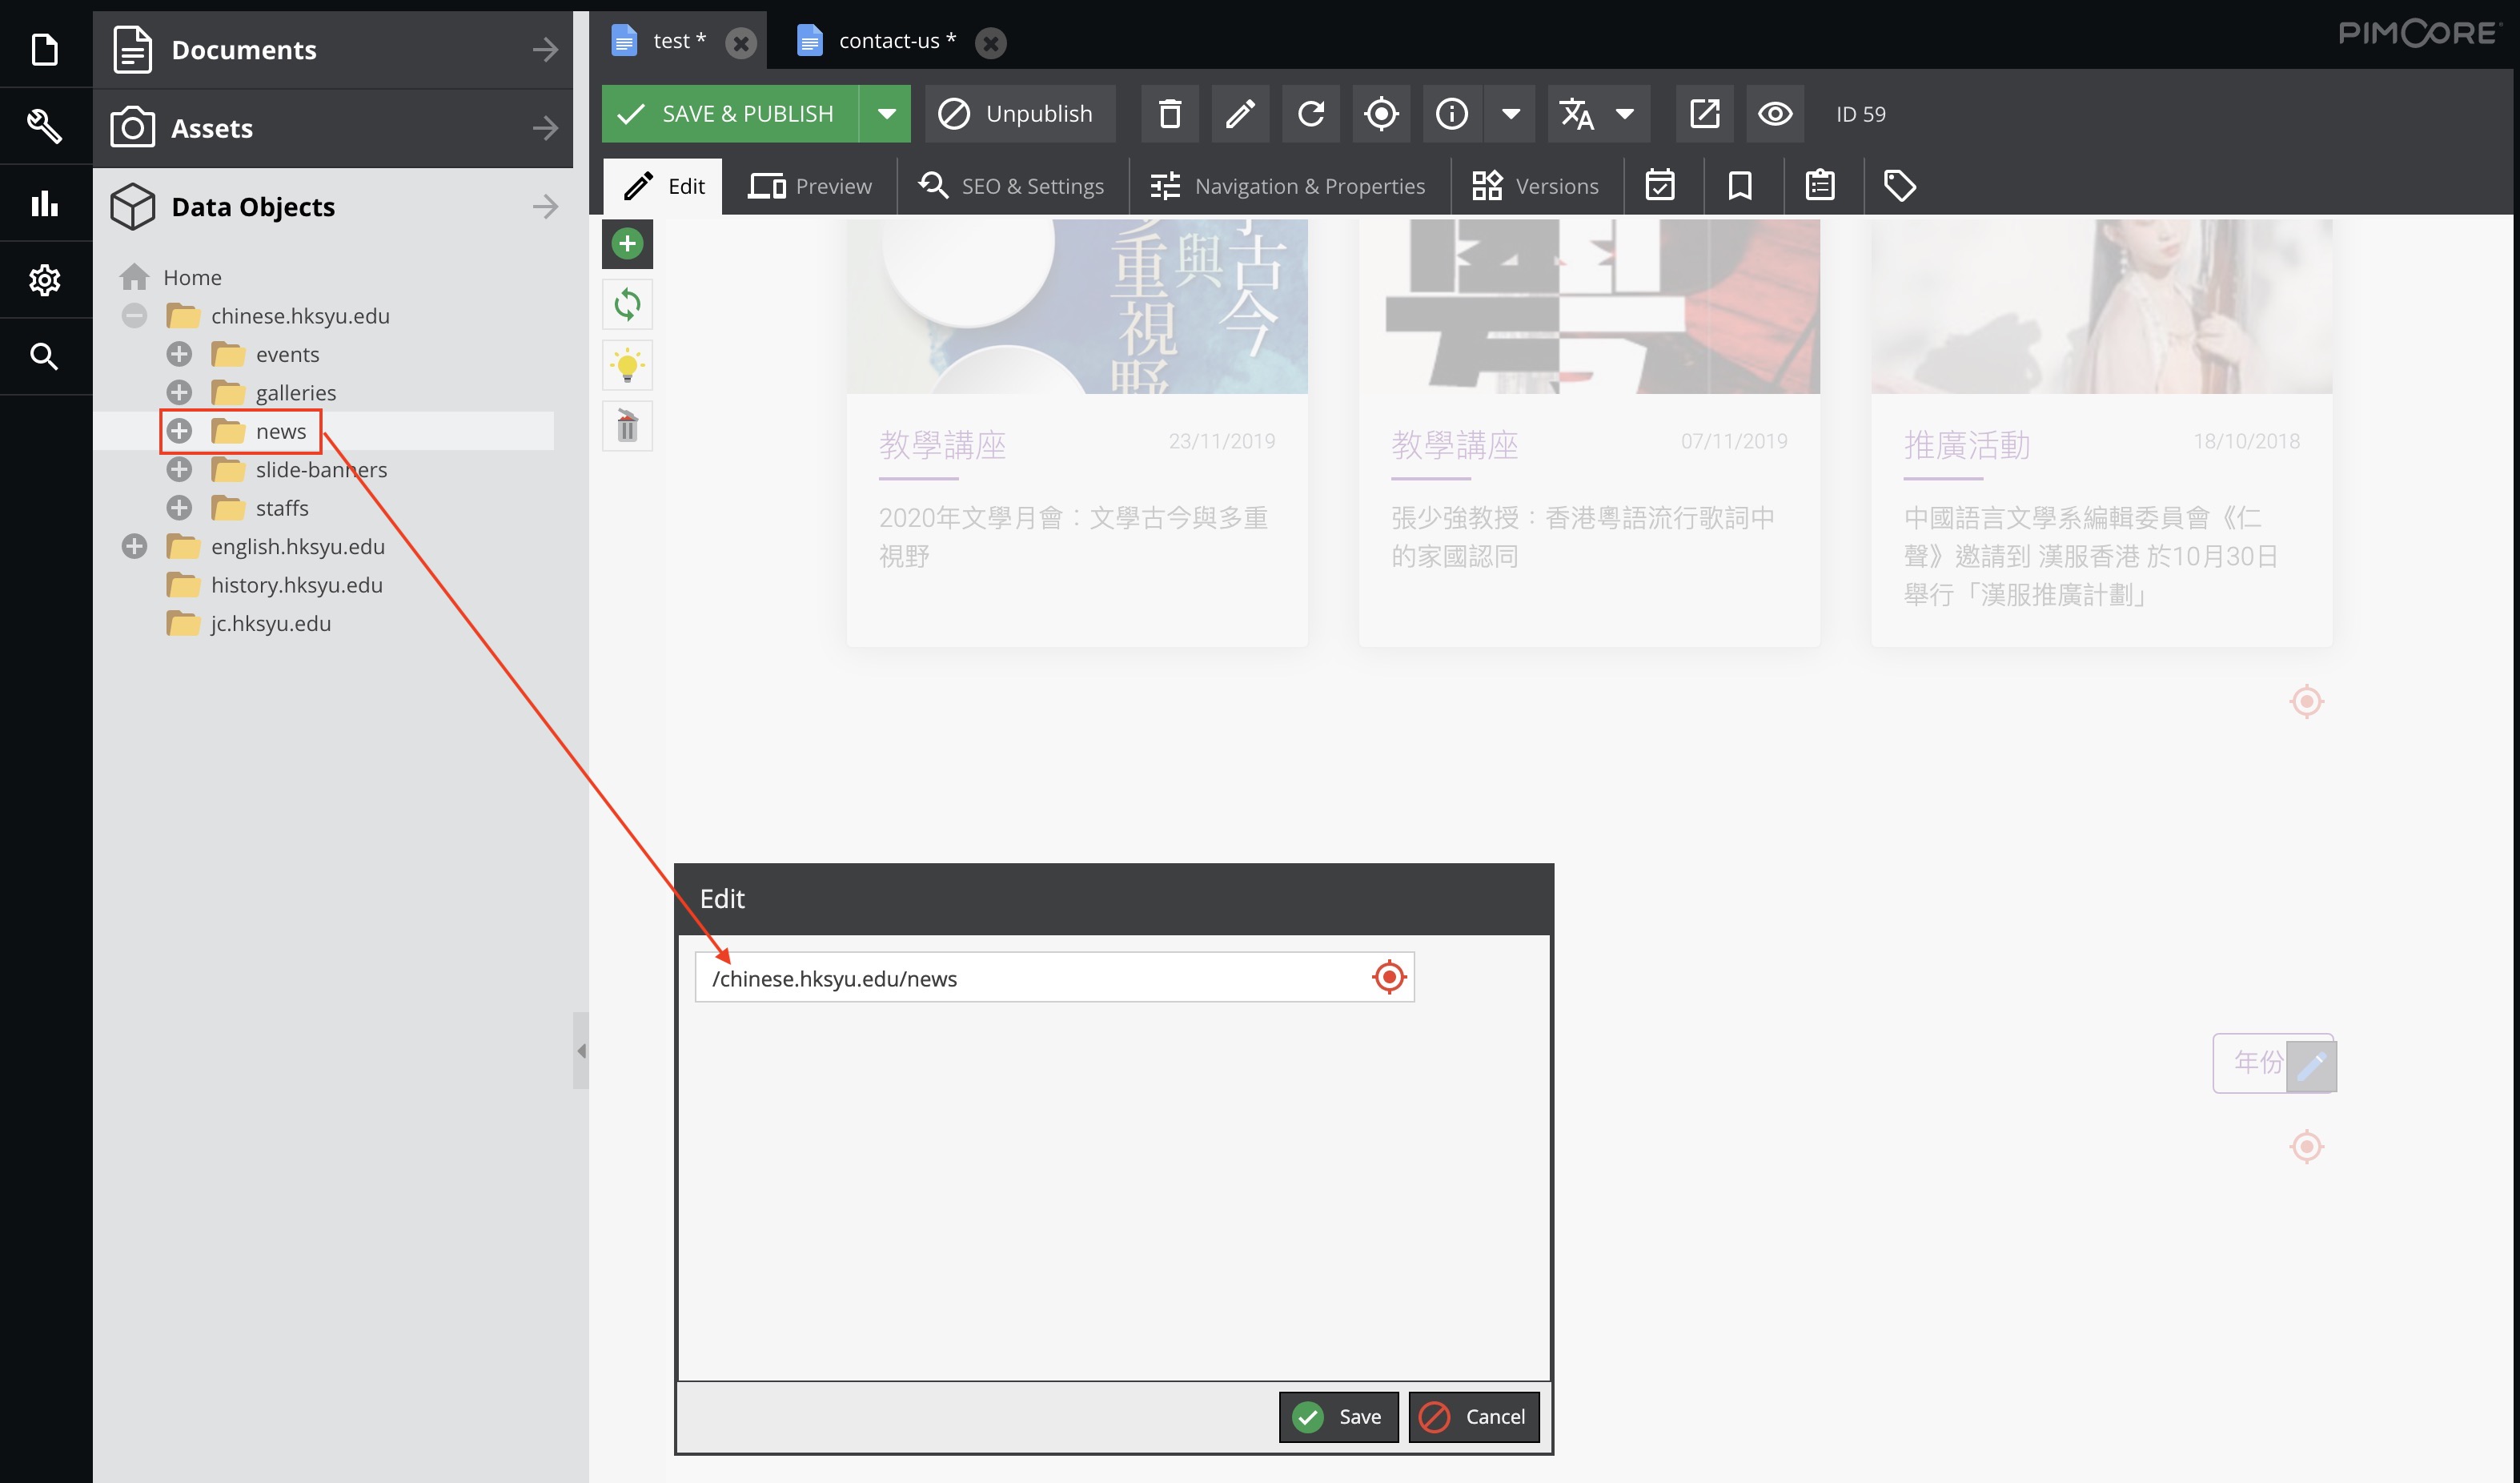 Documents
Assets
Data Objects
Home
chinese.hksyu.edu
events
galleries
news
slide-banners
staffs
english.hksyu.edu
history.hksyu.edu
jc.hksyu.edu
test *
contact-us *
PIMCORE
SAVE & PUBLISH
Unpublish
ID 59
Edit
Preview
SEO & Settings
Navigation & Properties
Versions
重視野
與
古今
教學講座
23/11/2019
2020年文學月會：文學古今與多重
視野
教學講座
07/11/2019
張少強教授：香港粵語流行歌詞中
的家國認同
推廣活動
18/10/2018
中國語言文學系編輯委員會《仁
聲》邀請到 漢服香港 於10月30日
舉行「漢服推廣計劃」
年份
Edit
/chinese.hksyu.edu/news
Save
Cancel